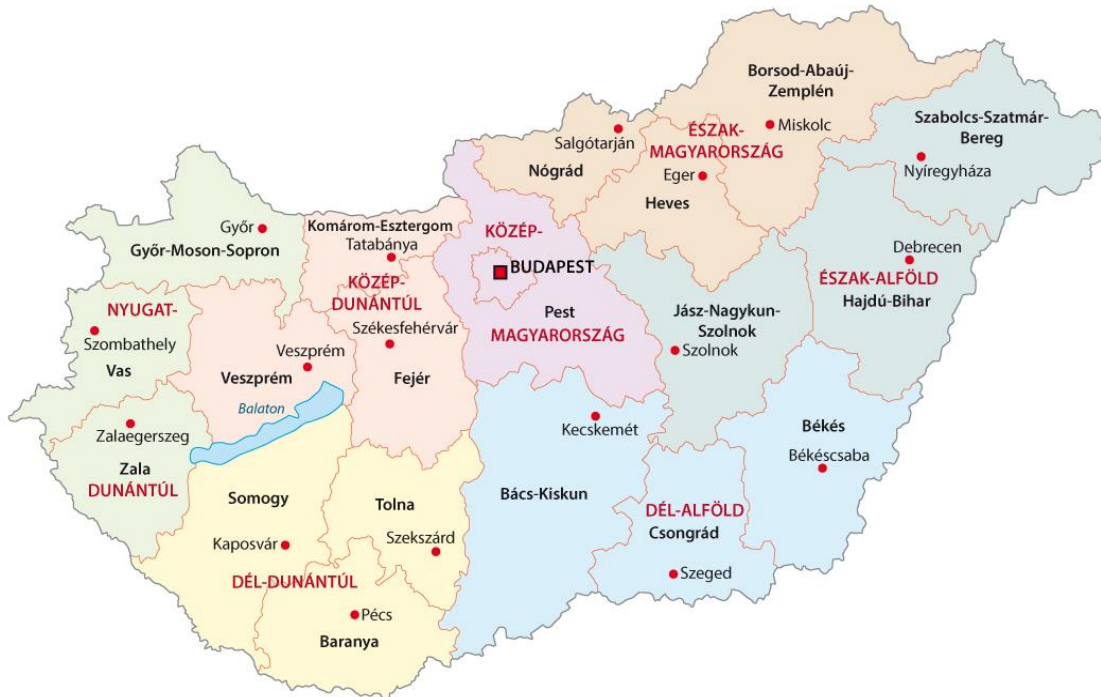 Borsod-Abaúj-
Zemplén
Miskolc
Szabolcs-Szatmár-
Bereg
Nyíregyháza
Salgótarján
ÉSZAK-
MAGYARORSZÁG
Nógrád
Eger
Heves
Győr
Győr-Moson-Sopron
Komárom-Esztergom
Tatabánya
KÖZÉP-
BUDAPEST
Pest
MAGYARORSZÁG
Debrecen
ÉSZAK-ALFÖLD
Hajdú-Bihar
KÖZÉP-
DUNÁNTÚL
Székesfehérvár
Fejér
Jász-Nagykun-
Szolnok
Szolnok
NYUGAT-
Szombathely
Vas
Veszprém
Veszprém
Balaton
Zalaegerszeg
Zala
DUNÁNTÚL
Kecskemét
Bács-Kiskun
Békés
Békéscsaba
Somogy
Kaposvár
Tolna
Szekszárd
DÉL-DUNÁNTÚL
Pécs
Baranya
DÉL-ALFÖLD
Csongrád
Szeged